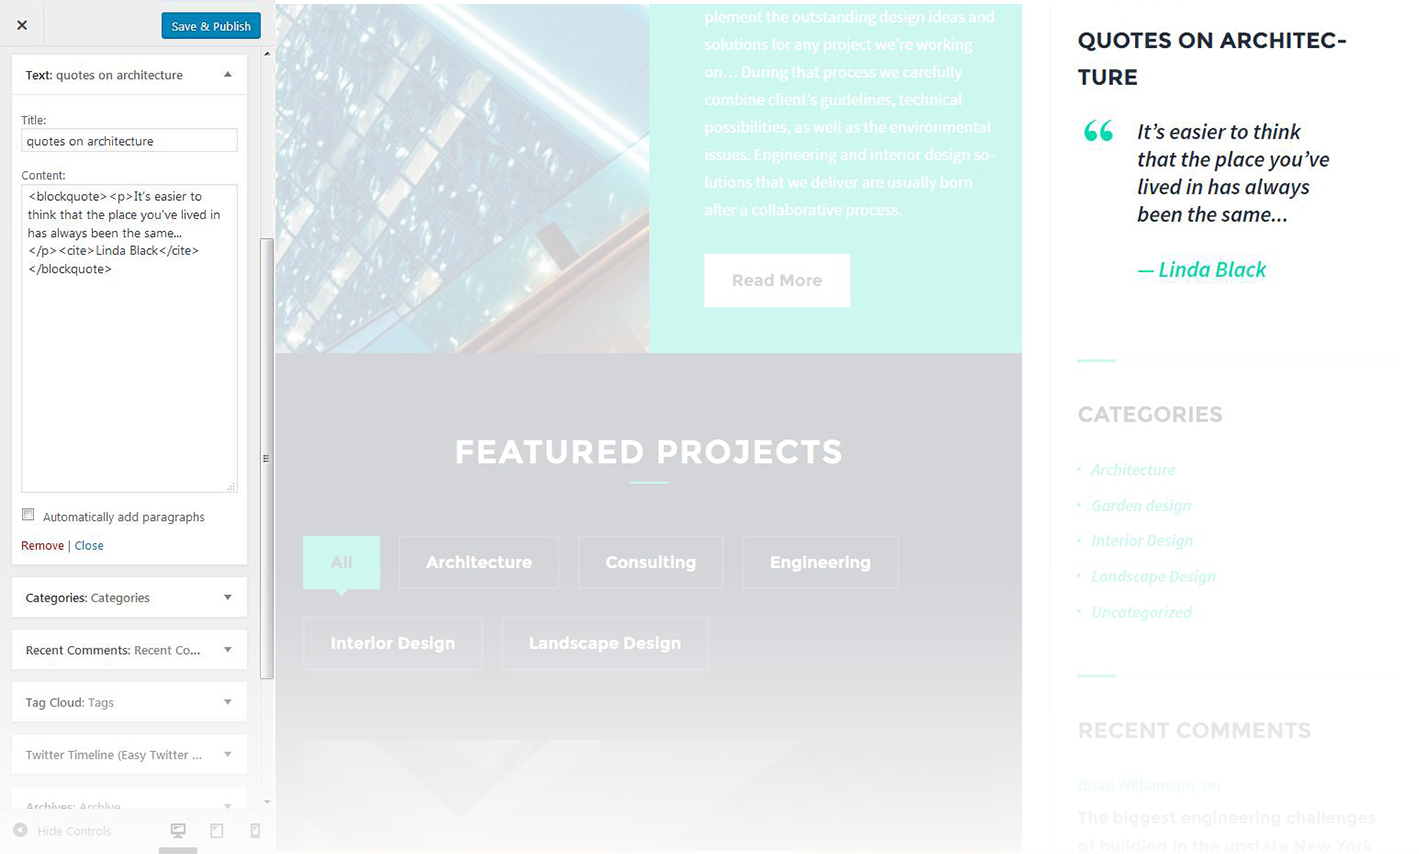 Save & Publish
Text: quotes on architecture
Title:
quotes on architecture
Content:
<blockquote><p>It's easier to
think that the place you've lived in
has always been the same...
</p><cite>Linda Black</cite>
</blockquote>
Automatically add paragraphs
Remove | Close
Categories: Categories
Recent Comments: Recent Co...
Tag Cloud: Tags
Twitter Timeline (Easy Twitter ...
Archives: Archive
Hide Controls
plement the outstanding design ideas and
solutions for any project we're working
on... During that process we carefully
combine client's guidelines, technical
possibilities, as well as the environmental
issues. Engineering and interior design so-
lutions that we deliver are usually born
after a collaborative process.
Read More
FEATURED PROJECTS
All
Architecture
Consulting
Engineering
Interior Design
Landscape Design
QUOTES ON ARCHITEC-
TURE
“ It's easier to think
that the place you've
lived in has always
been the same...
— Linda Black
CATEGORIES
• Architecture
• Garden design
• Interior Design
• Landscape Design
• Uncategorized
RECENT COMMENTS
Brian Williamson on
The biggest engineering challenges
of building in the upstate New York